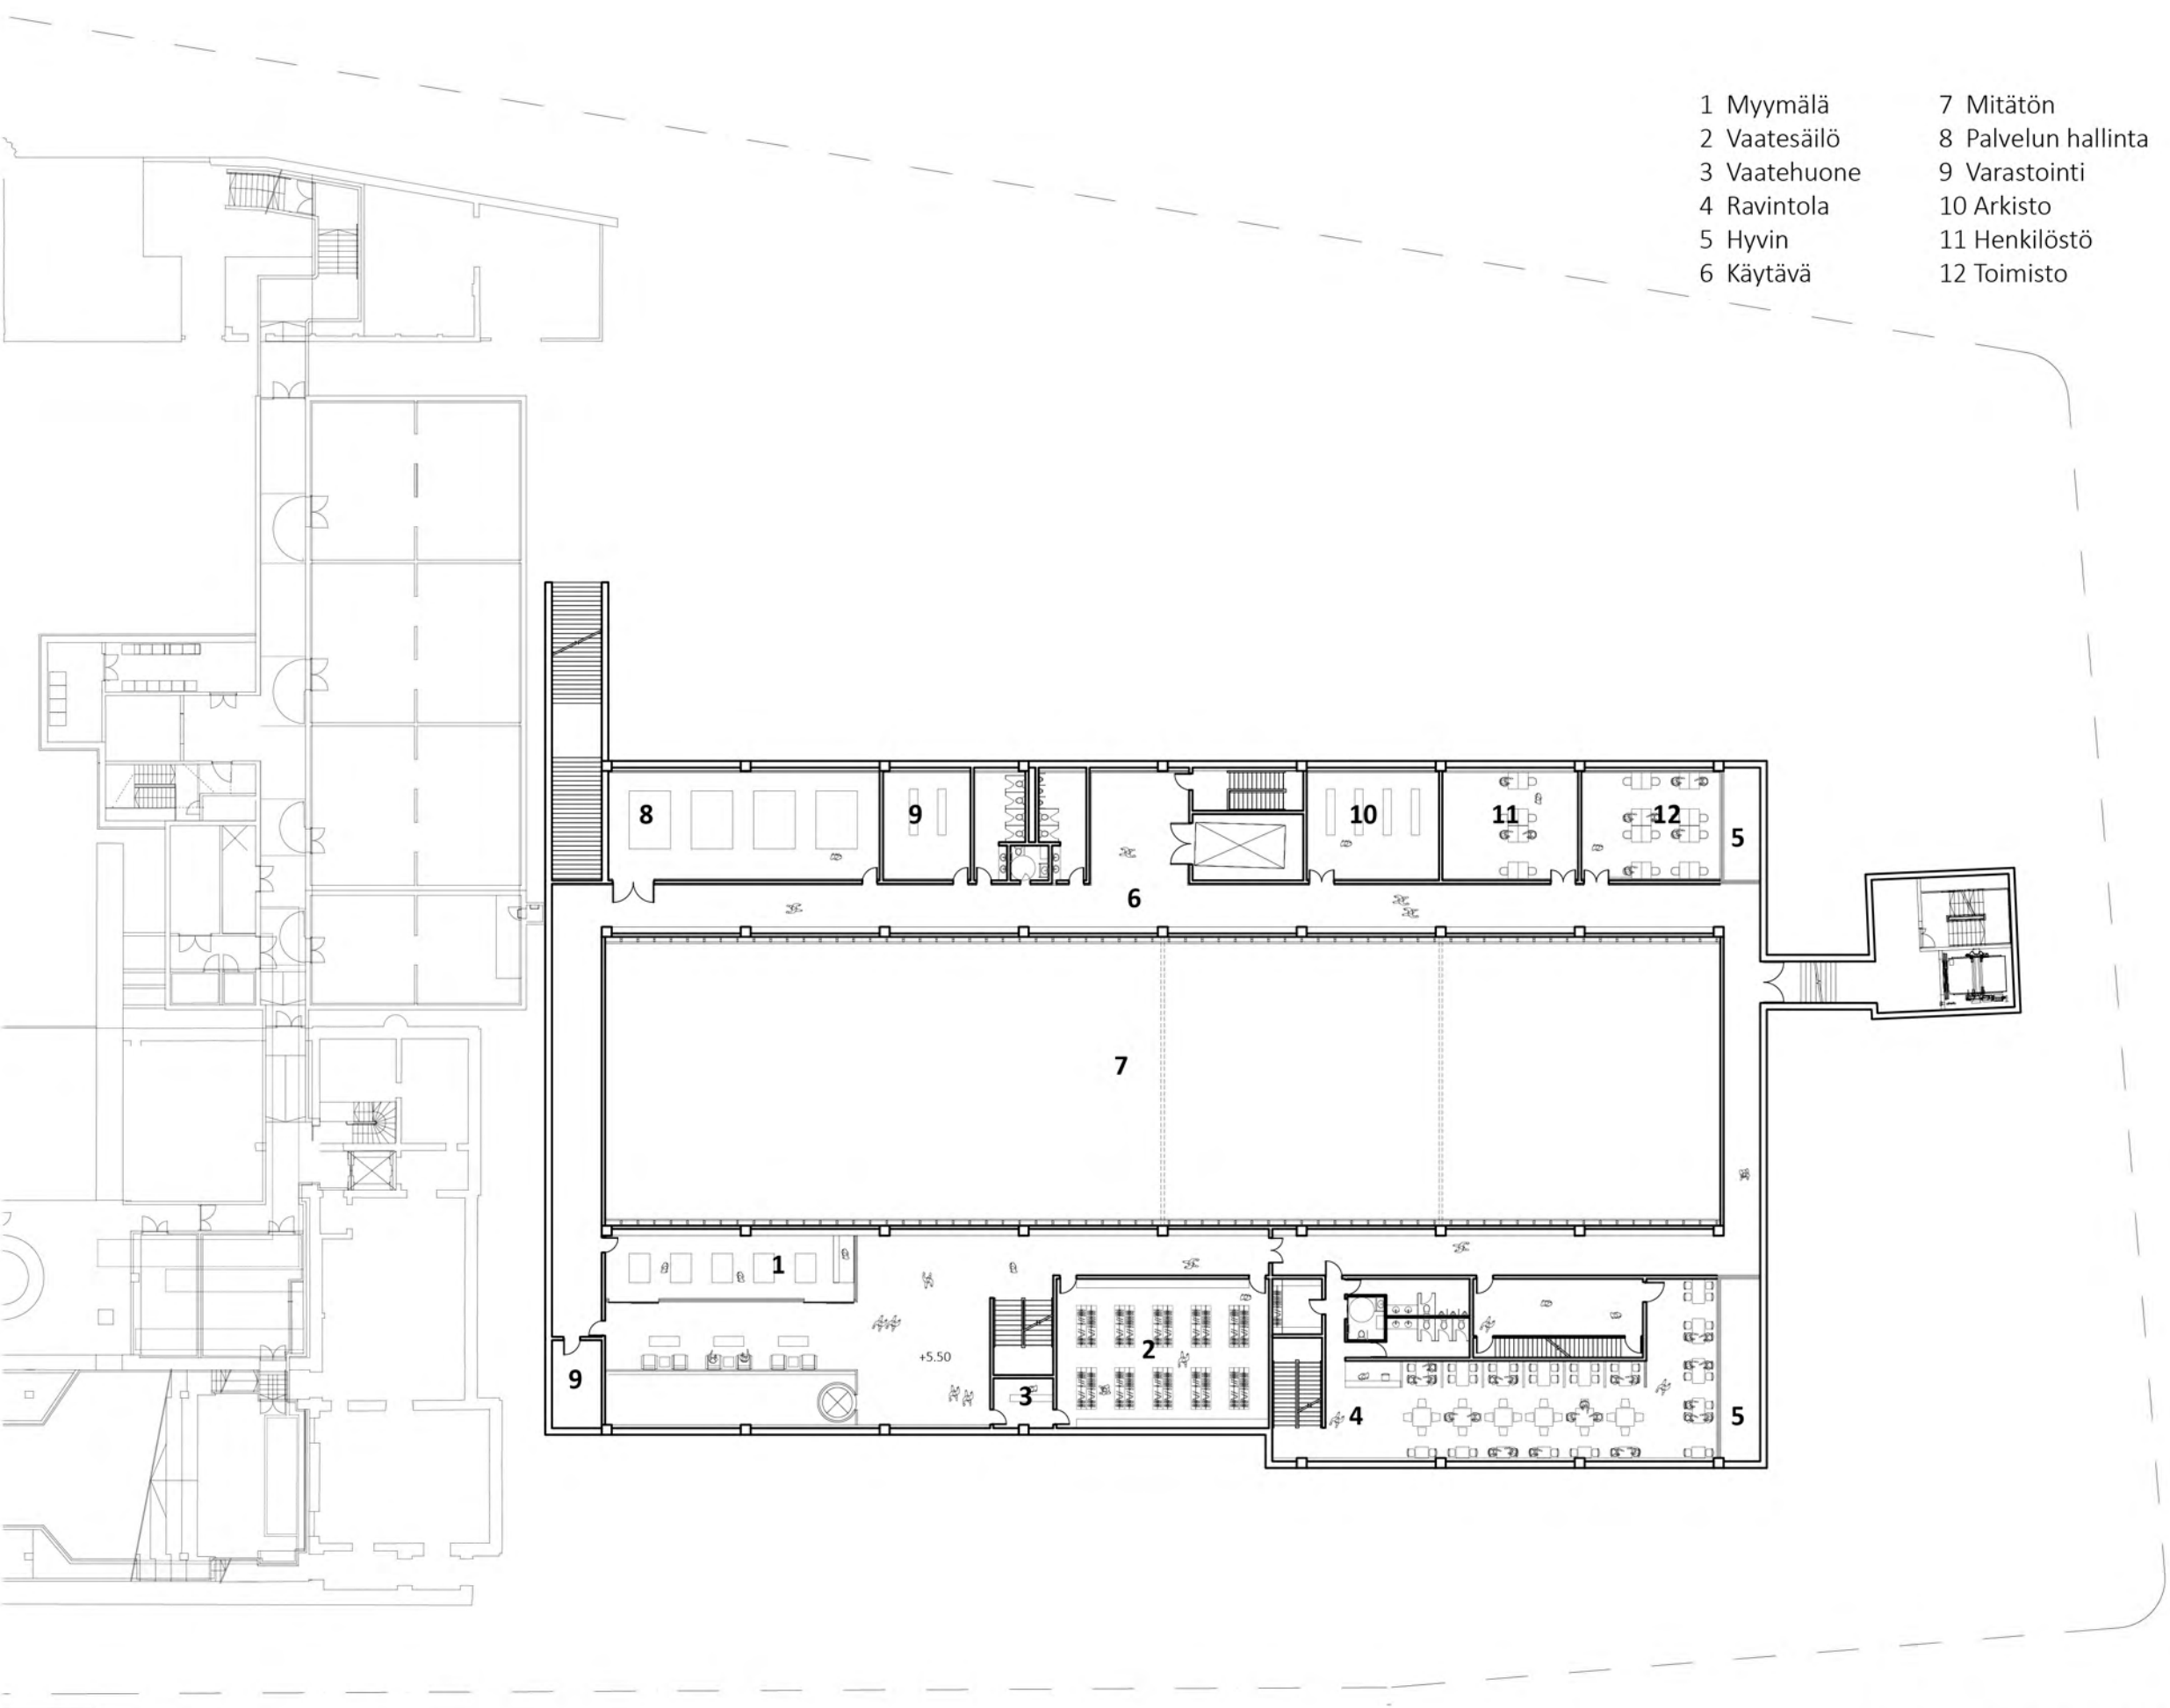 1 Myymälä
2 Vaatesäilö
3 Vaatehuone
4 Ravintola
5 Hyvin
6 Käytävä
7 Mitätön
8 Palvelun hallinta
9 Varastointi
10 Arkisto
11 Henkilöstö
12 Toimisto
8
9
10
11
12
5
6
7
1
2
+5.50
9
3
4
5